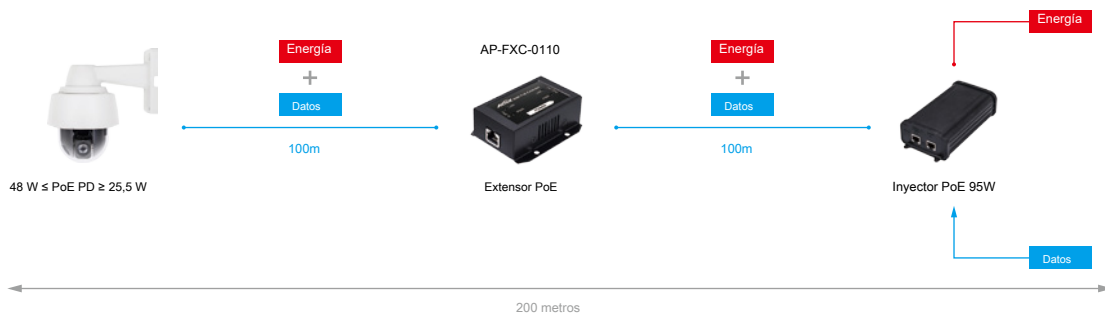 Energía
Energía
AP-FXC-0110
Energía
+
+
Datos
Datos
100m
100m
48 W ≤ PoE PD ≥ 25,5 W
Extensor PoE
Inyector PoE 95W
Datos
200 metros